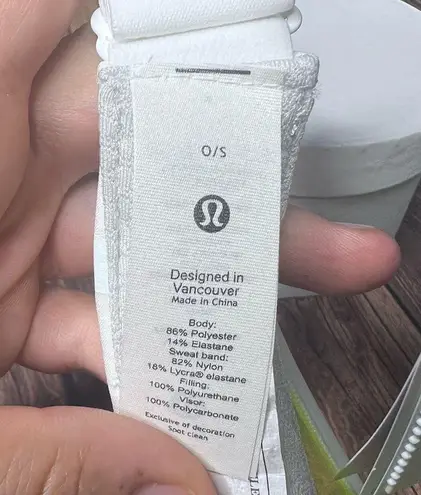 O/S
Designed in
Vancouver
Made in China
Body:
86% Polyester
14% Elastane
Sweat band:
82% Nylon
18% Lycra® elastane
Filling:
100% Polyurethane
Visor:
100% Polycarbonate
Exclusive of decoration
Spot clean